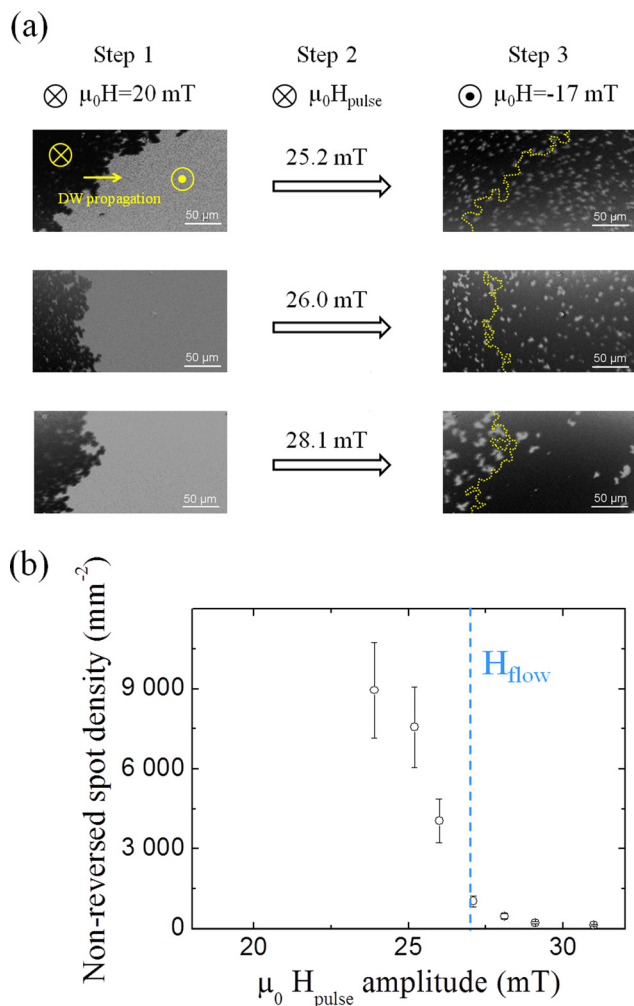 (a)
Step 1 Step 2 Step 3
μ₀H=20 mT μ₀Hpulse μ₀H=-17 mT
DW propagation
50 μm
25.2 mT
50 μm
50 μm
26.0 mT
50 μm
50 μm
28.1 mT
50 μm
(b)
Non-reversed spot density (mm⁻²)
9 000
6 000
3 000
0
Hflow
20 25 30
μ₀ Hpulse amplitude (mT)